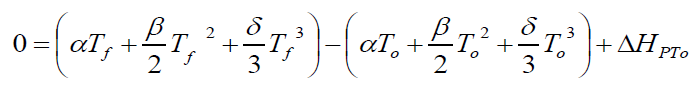 0 = ( αT_f + β/2 T_f ² + δ/3 T_f ³ ) − ( αT_o + β/2 T_o ² + δ/3 T_o ³ ) + ΔH_PTo